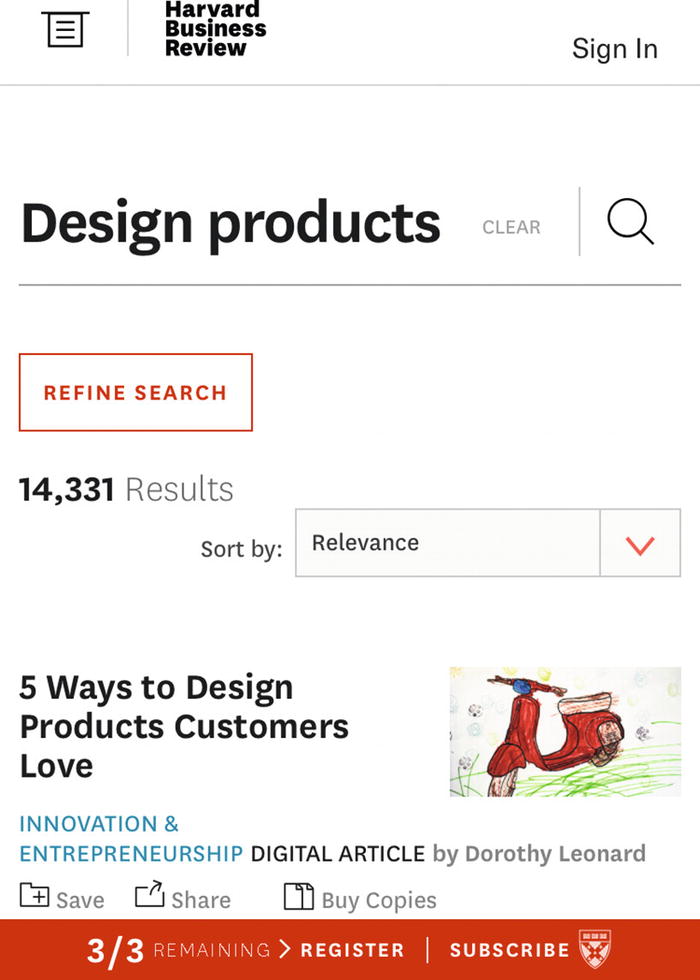 Harvard
Business
Review
Sign In
Design products CLEAR
REFINE SEARCH
14,331 Results
Sort by: Relevance
5 Ways to Design
Products Customers
Love
INNOVATION &
ENTREPRENEURSHIP DIGITAL ARTICLE by Dorothy Leonard
Save Share Buy Copies
3/3 REMAINING > REGISTER | SUBSCRIBE